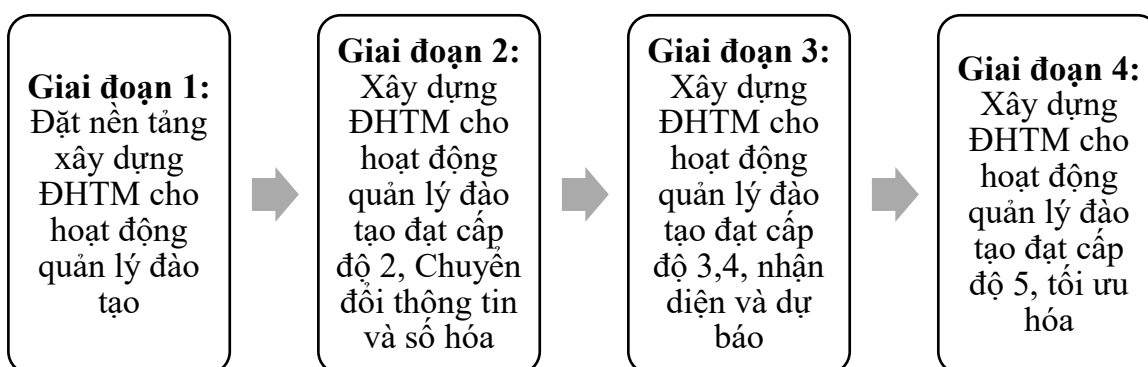 Giai đoạn 1:
Đặt nền tảng
xây dựng
ĐHTM cho
hoạt động
quản lý đào
tạo
Giai đoạn 2:
Xây dựng
ĐHTM cho
hoạt động
quản lý đào
tạo đạt cấp
độ 2, Chuyển
đổi thông tin
và số hóa
Giai đoạn 3:
Xây dựng
ĐHTM cho
hoạt động
quản lý đào
tạo đạt cấp
độ 3,4, nhận
diện và dự
báo
Giai đoạn 4:
Xây dựng
ĐHTM cho
hoạt động
quản lý đào
tạo đạt cấp
độ 5, tối ưu
hóa